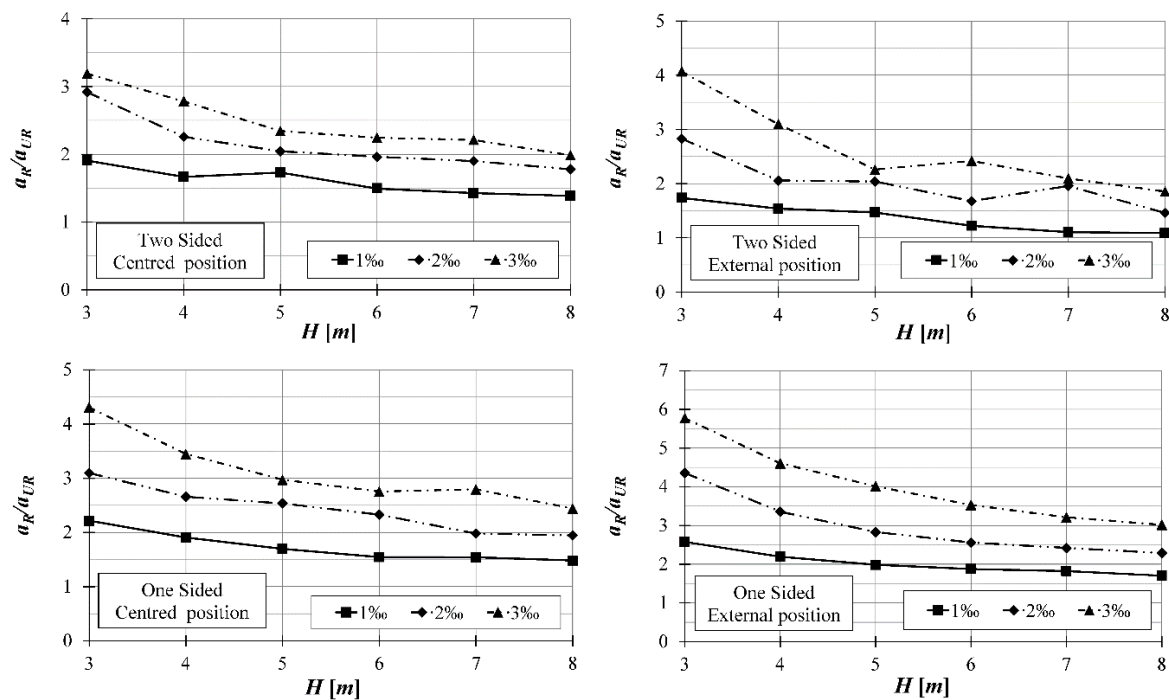 4
3
2
1
0
a_R/a_UR
Two Sided
Centred position
1‰ 2‰ 3‰
3 4 5 6 7 8
H [m]
5
4
3
2
1
0
a_R/a_UR
Two Sided
External position
1‰ 2‰ 3‰
3 4 5 6 7 8
H [m]
5
4
3
2
1
0
a_R/a_UR
One Sided
Centred position
1‰ 2‰ 3‰
3 4 5 6 7 8
H [m]
7
6
5
4
3
2
1
0
a_R/a_UR
One Sided
External position
1‰ 2‰ 3‰
3 4 5 6 7 8
H [m]